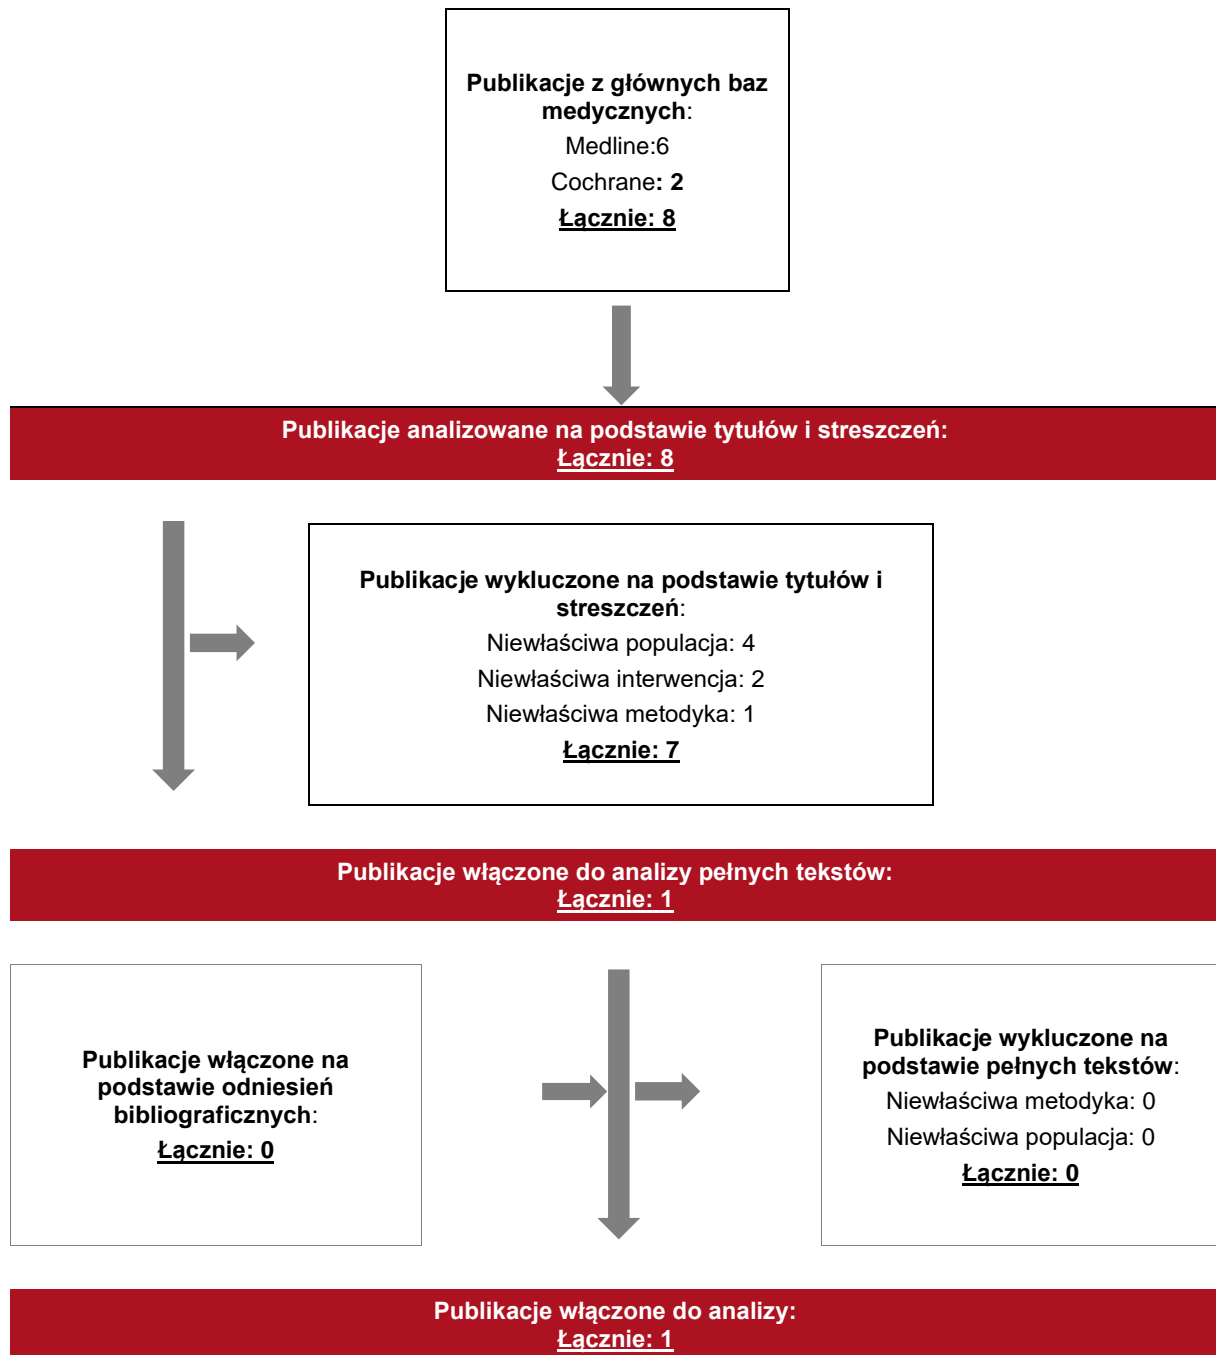 Publikacje z głównych baz
medycznych:
Medline:6
Cochrane: 2
Łącznie: 8
Publikacje analizowane na podstawie tytułów i streszczeń:
Łącznie: 8
Publikacje wykluczone na podstawie tytułów i
streszczeń:
Niewłaściwa populacja: 4
Niewłaściwa interwencja: 2
Niewłaściwa metodyka: 1
Łącznie: 7
Publikacje włączone do analizy pełnych tekstów:
Łącznie: 1
Publikacje włączone na
podstawie odniesień
bibliograficznych:
Łącznie: 0
Publikacje wykluczone na
podstawie pełnych tekstów:
Niewłaściwa metodyka: 0
Niewłaściwa populacja: 0
Łącznie: 0
Publikacje włączone do analizy:
Łącznie: 1